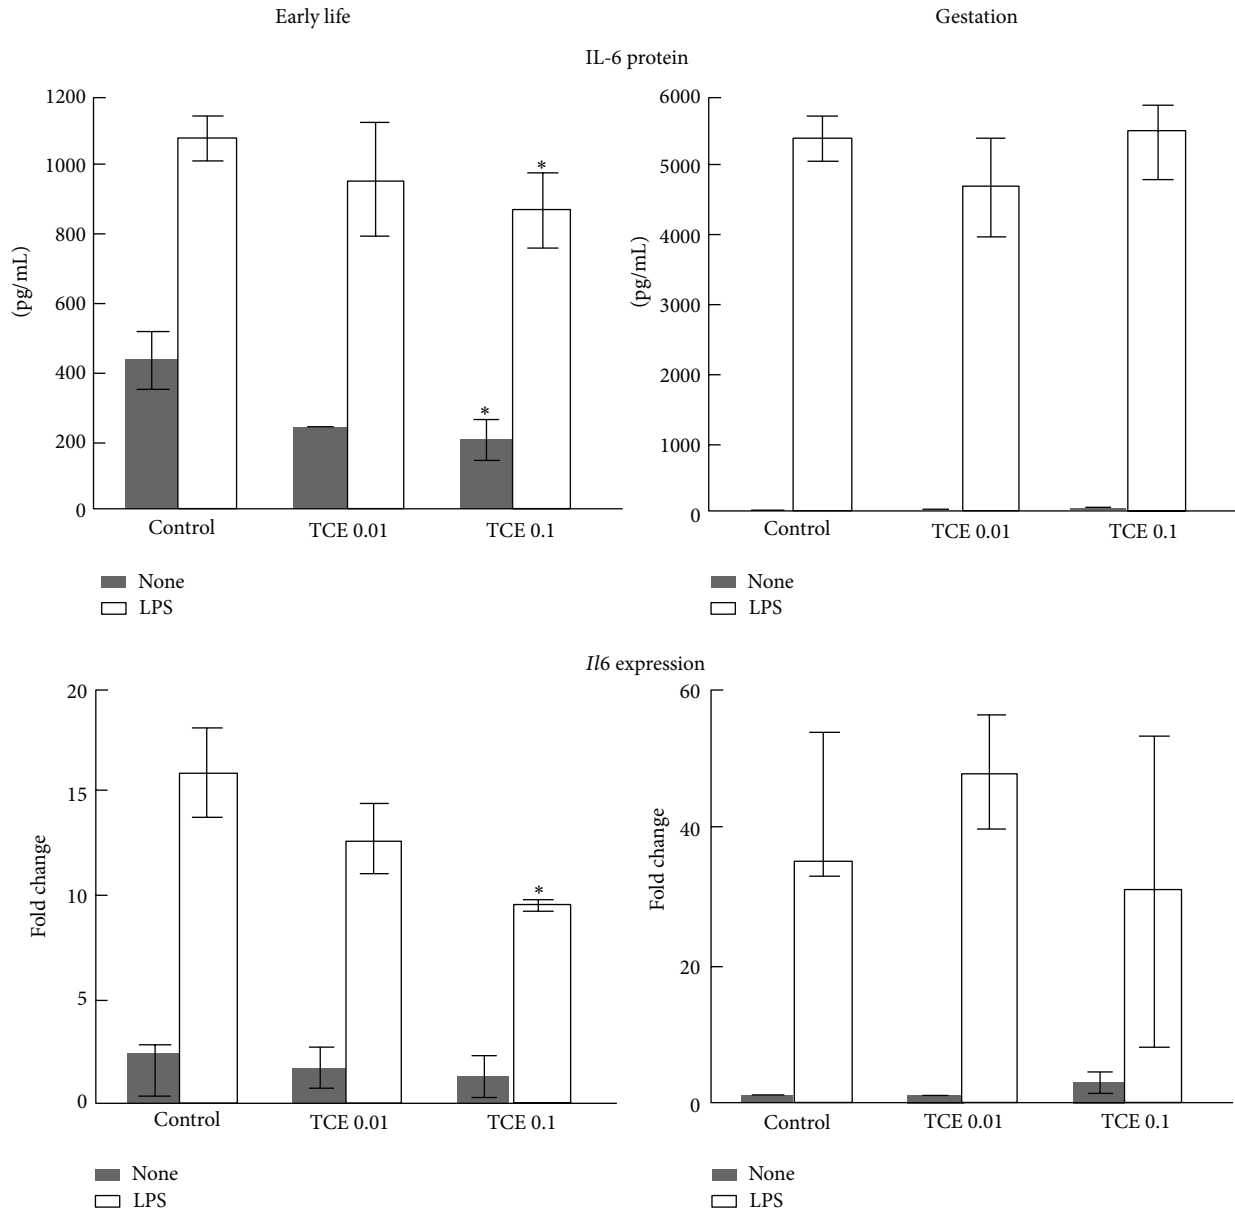 Early life
Gestation
IL-6 protein
1200
1000
800
600
400
200
0
(pg/mL)
*
*
Control
TCE 0.01
TCE 0.1
None
LPS
6000
5000
4000
3000
2000
1000
0
(pg/mL)
Control
TCE 0.01
TCE 0.1
None
LPS
Il6 expression
20
15
10
5
0
Fold change
*
Control
TCE 0.01
TCE 0.1
None
LPS
60
40
20
0
Fold change
Control
TCE 0.01
TCE 0.1
None
LPS